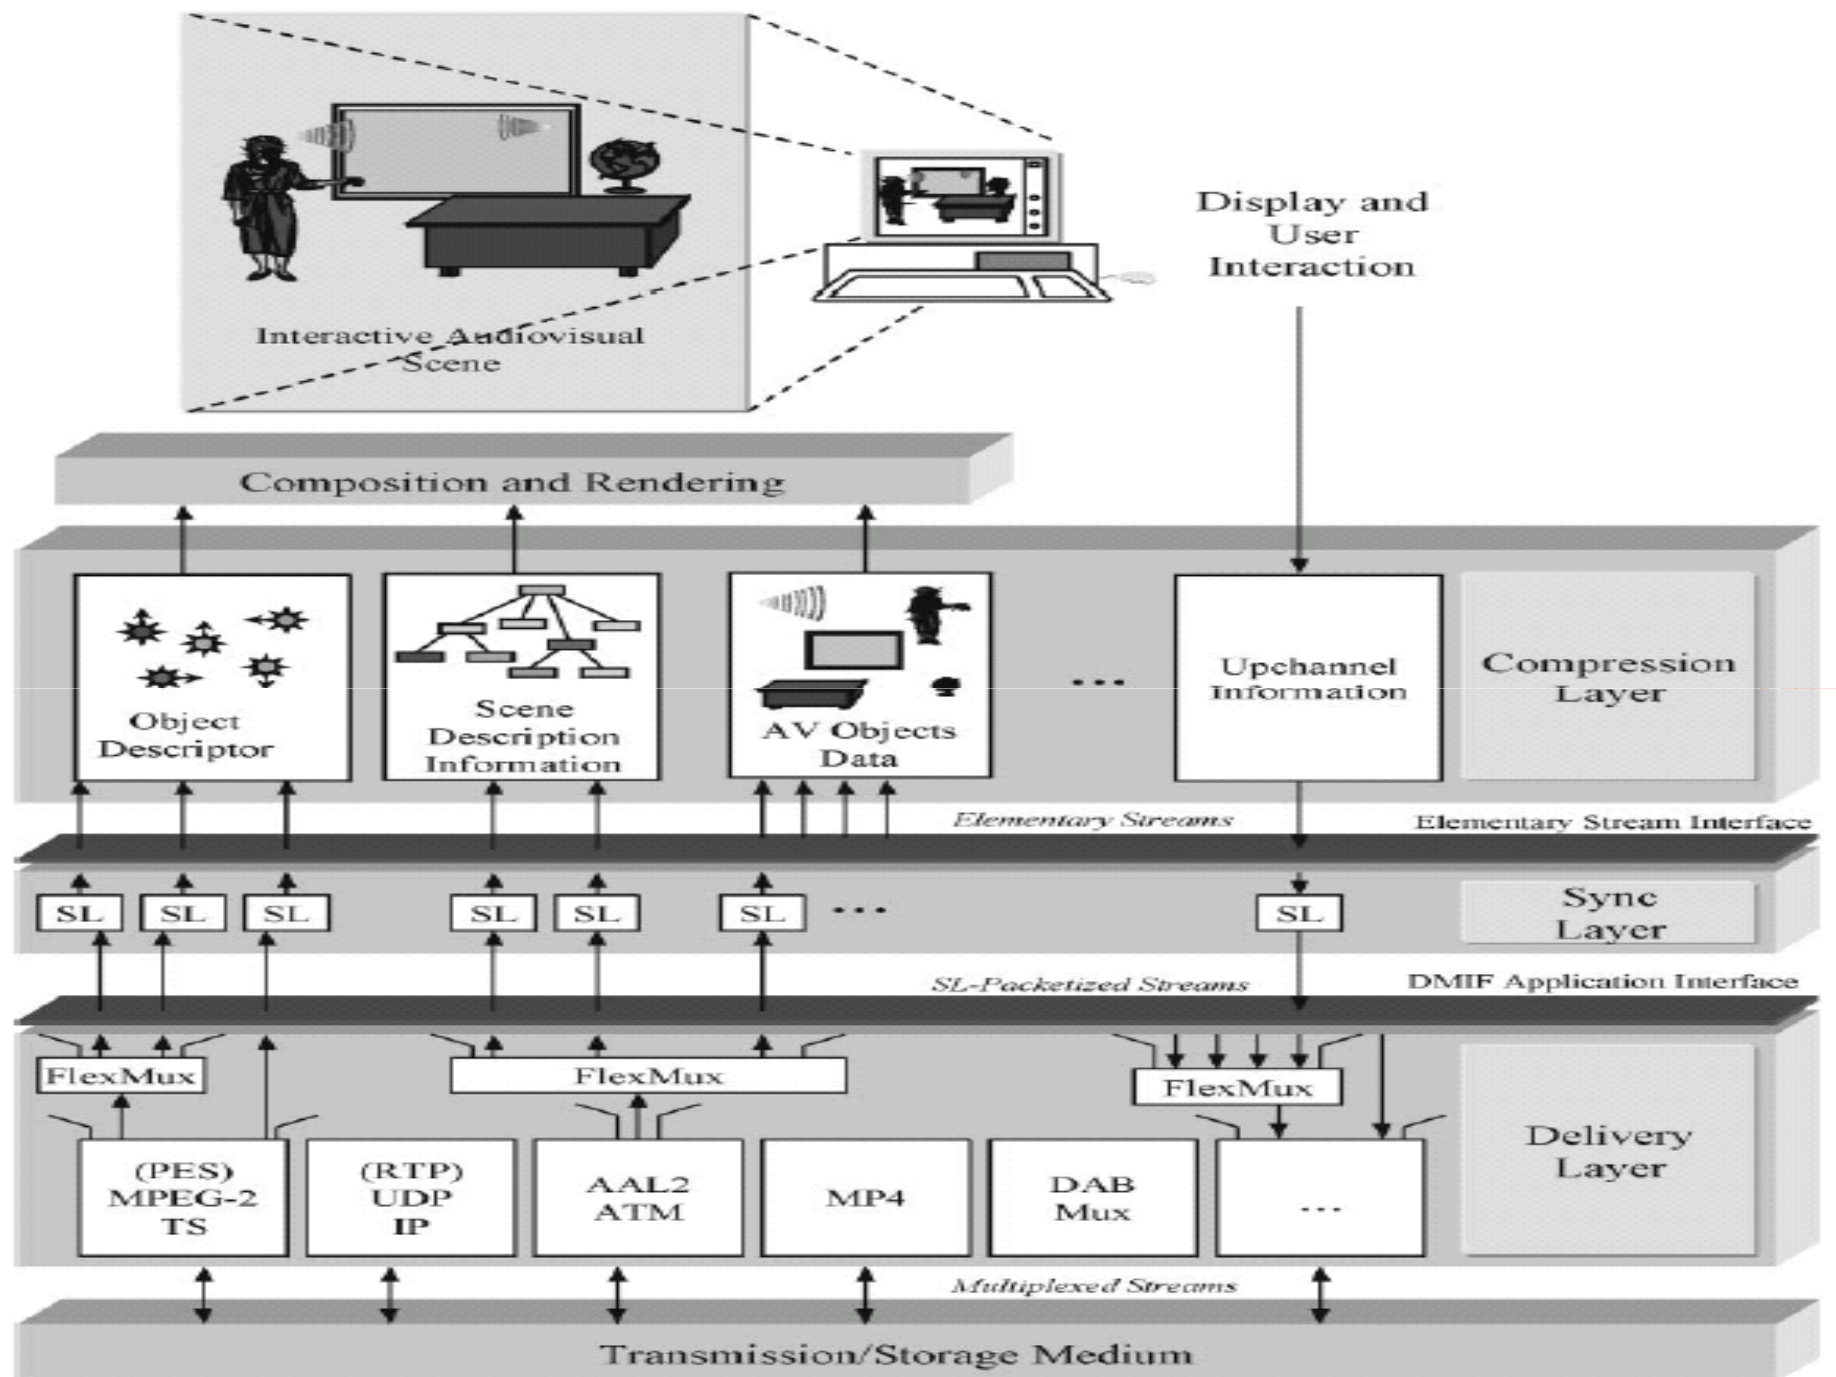 Display and
User
Interaction
Interactive Audiovisual
Scene
Composition and Rendering
Object
Descriptor
Scene
Description
Information
AV Objects
Data
...
Upchannel
Information
Compression
Layer
Elementary Streams
Elementary Stream Interface
SL
SL
SL
SL
SL
SL
...
SL
Sync
Layer
SL-Packetized Streams
DMIF Application Interface
FlexMux
FlexMux
FlexMux
(PES)
MPEG-2
TS
(RTP)
UDP
IP
AAL2
ATM
MP4
DAB
Mux
...
Delivery
Layer
Multiplexed Streams
Transmission/Storage Medium